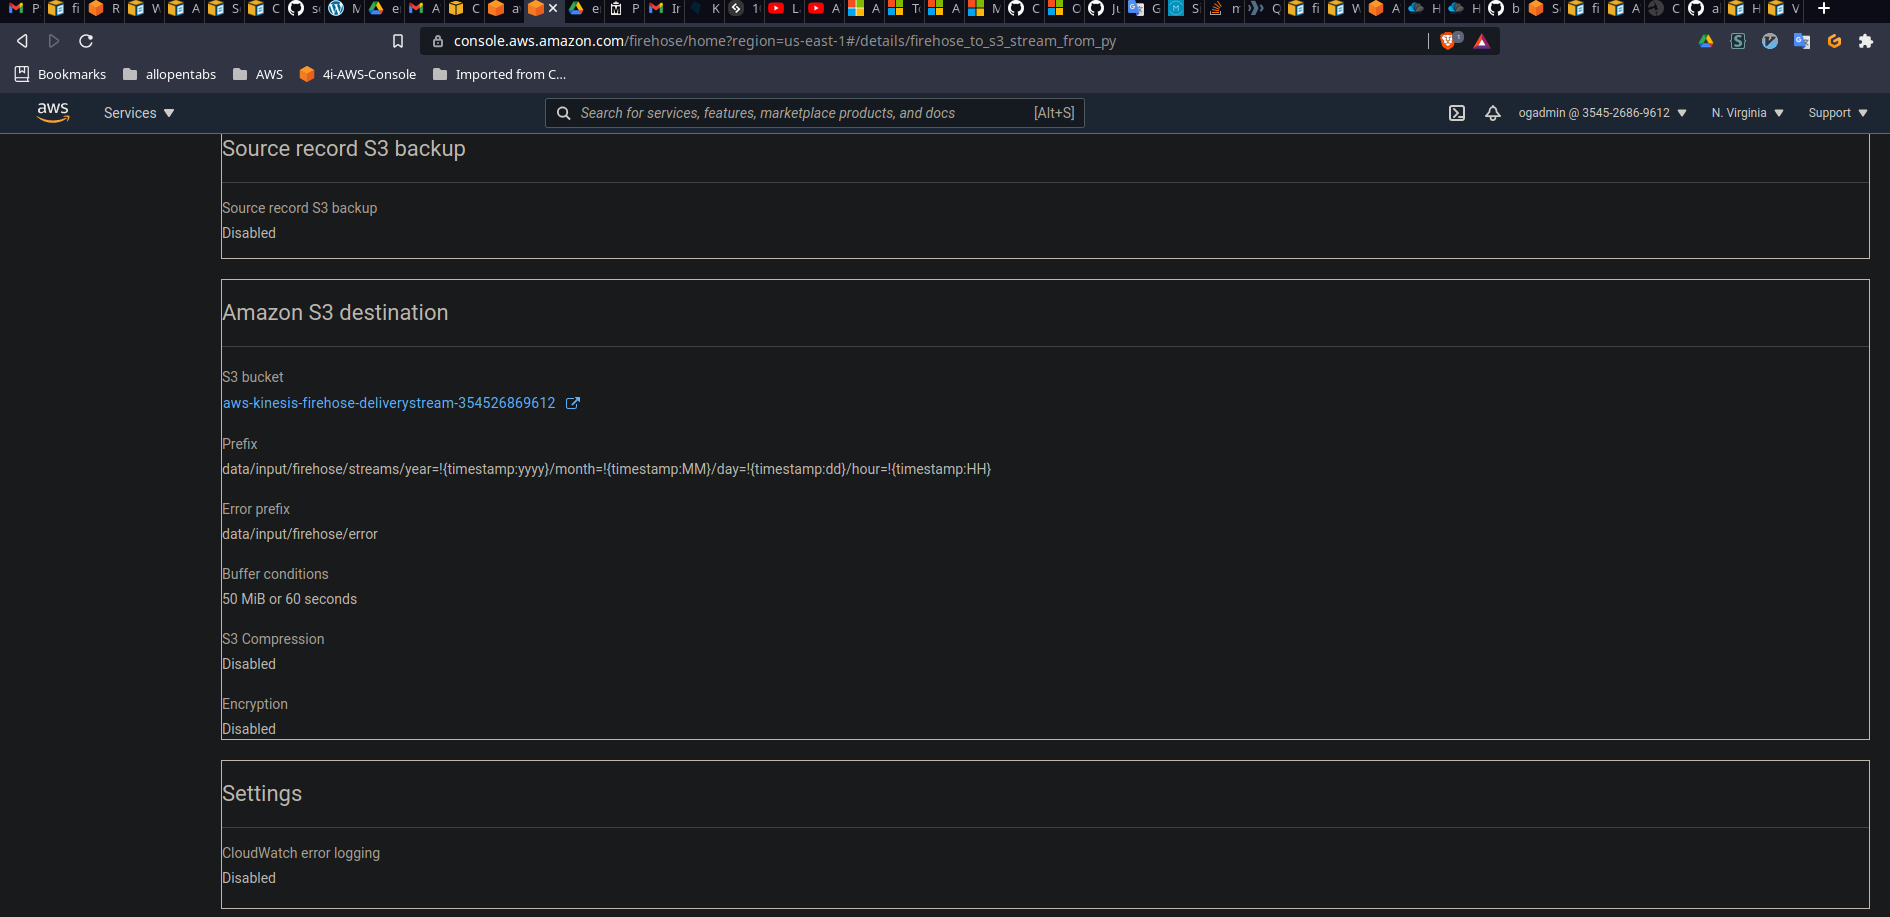 console.aws.amazon.com/firehose/home?region=us-east-1#/details/firehose_to_s3_stream_from_py
Bookmarks allopentabs AWS 4i-AWS-Console Imported from C...
aws Services Search for services, features, marketplace products, and docs [Alt+S] ogadmin @ 3545-2686-9612 N. Virginia Support
Source record S3 backup
Source record S3 backup
Disabled
Amazon S3 destination
S3 bucket
aws-kinesis-firehose-deliverystream-354526869612
Prefix
data/input/firehose/streams/year=!{timestamp:yyyy}/month=!{timestamp:MM}/day=!{timestamp:dd}/hour=!{timestamp:HH}
Error prefix
data/input/firehose/error
Buffer conditions
50 MiB or 60 seconds
S3 Compression
Disabled
Encryption
Disabled
Settings
CloudWatch error logging
Disabled